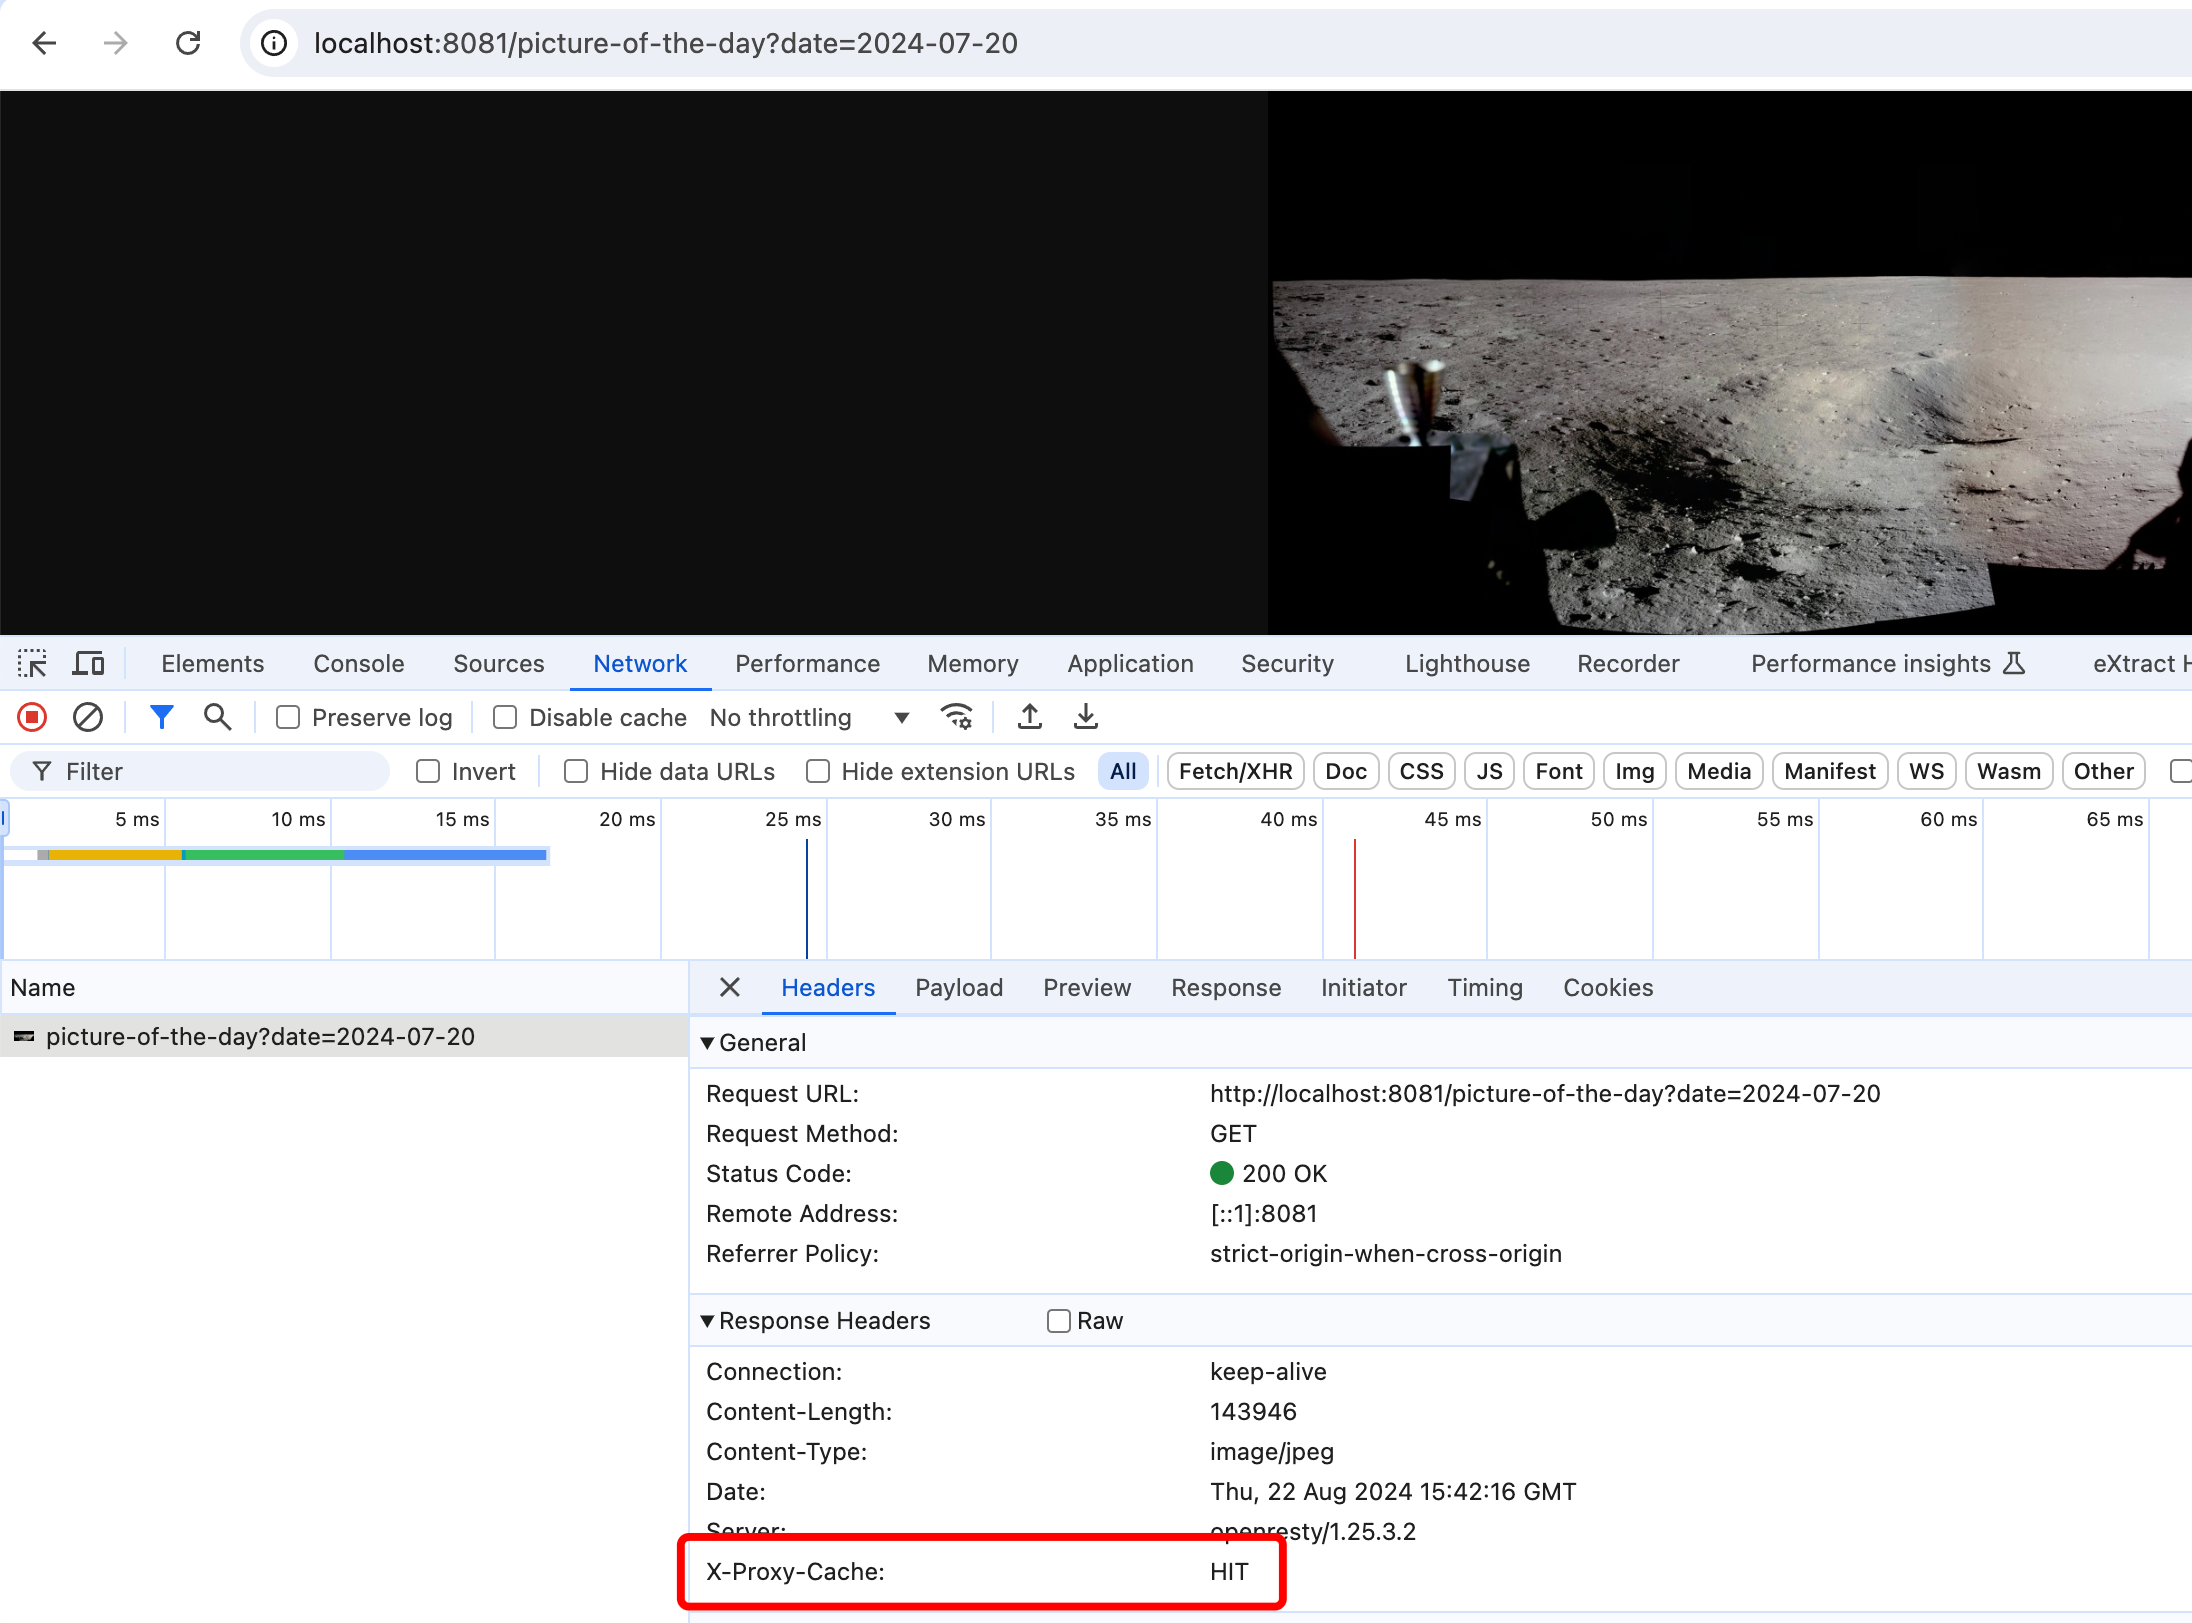 localhost:8081/picture-of-the-day?date=2024-07-20
Elements Console Sources Network Performance Memory Application Security Lighthouse Recorder Performance insights eXtract H
Preserve log Disable cache No throttling
Filter Invert Hide data URLs Hide extension URLs All Fetch/XHR Doc CSS JS Font Img Media Manifest WS Wasm Other
5 ms 10 ms 15 ms 20 ms 25 ms 30 ms 35 ms 40 ms 45 ms 50 ms 55 ms 60 ms 65 ms
Name
picture-of-the-day?date=2024-07-20
Headers Payload Preview Response Initiator Timing Cookies
General
Request URL: http://localhost:8081/picture-of-the-day?date=2024-07-20
Request Method: GET
Status Code: 200 OK
Remote Address: [::1]:8081
Referrer Policy: strict-origin-when-cross-origin
Response Headers Raw
Connection: keep-alive
Content-Length: 143946
Content-Type: image/jpeg
Date: Thu, 22 Aug 2024 15:42:16 GMT
Server: openresty/1.25.3.2
X-Proxy-Cache: HIT